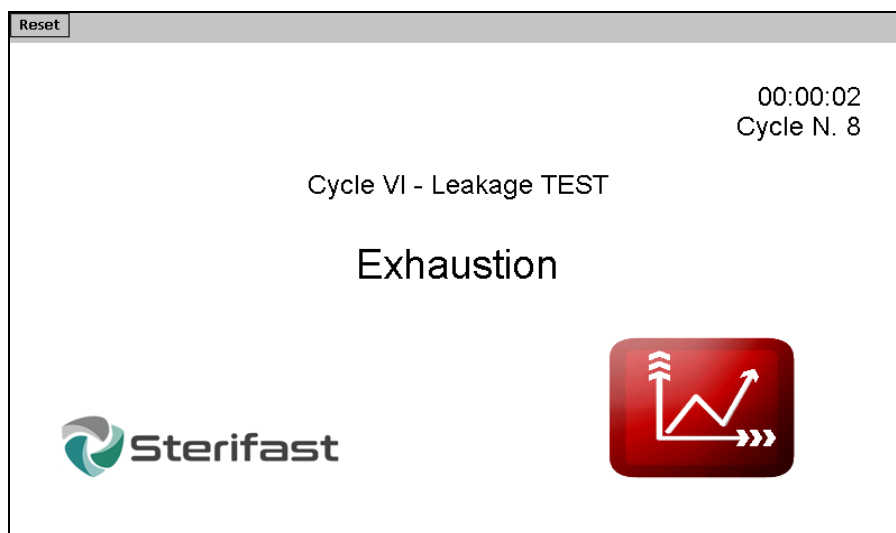 Reset
00:00:02
Cycle N. 8
Cycle VI - Leakage TEST
Exhaustion
Sterifast